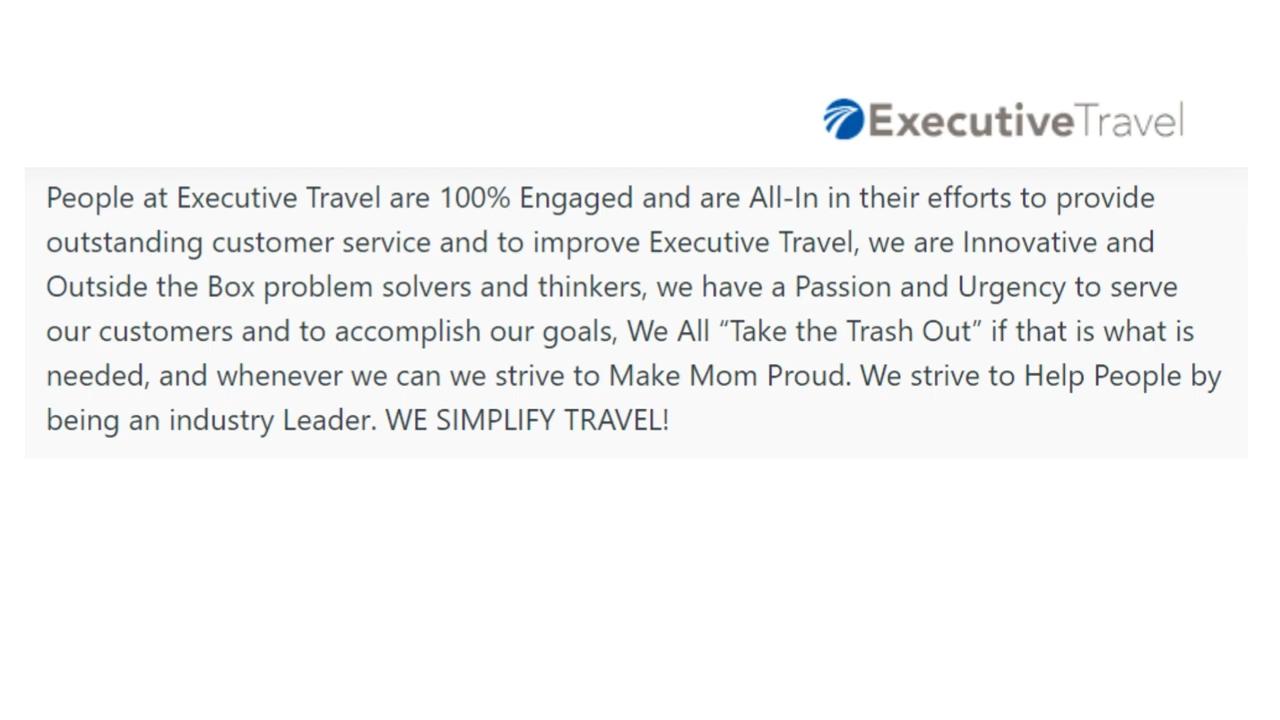 ExecutiveTravel
People at Executive Travel are 100% Engaged and are All-In in their efforts to provide
outstanding customer service and to improve Executive Travel, we are Innovative and
Outside the Box problem solvers and thinkers, we have a Passion and Urgency to serve
our customers and to accomplish our goals, We All “Take the Trash Out” if that is what is
needed, and whenever we can we strive to Make Mom Proud. We strive to Help People by
being an industry Leader. WE SIMPLIFY TRAVEL!